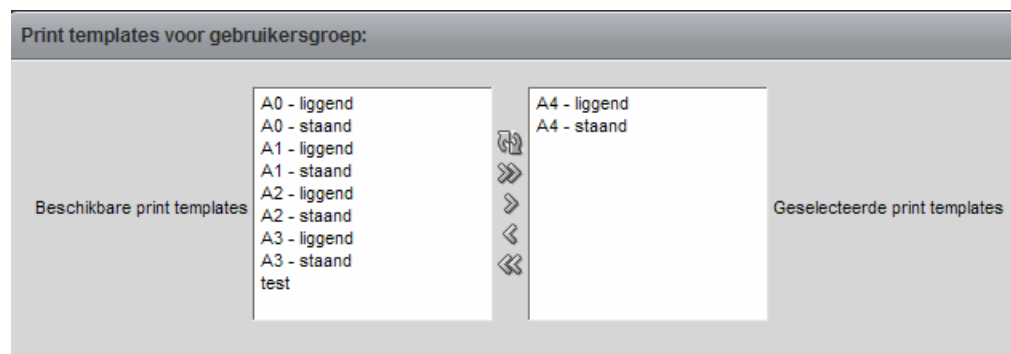 Print templates voor gebruikersgroep:
Beschikbare print templates
A0 - liggend
A0 - staand
A1 - liggend
A1 - staand
A2 - liggend
A2 - staand
A3 - liggend
A3 - staand
test
A4 - liggend
A4 - staand
Geselecteerde print templates